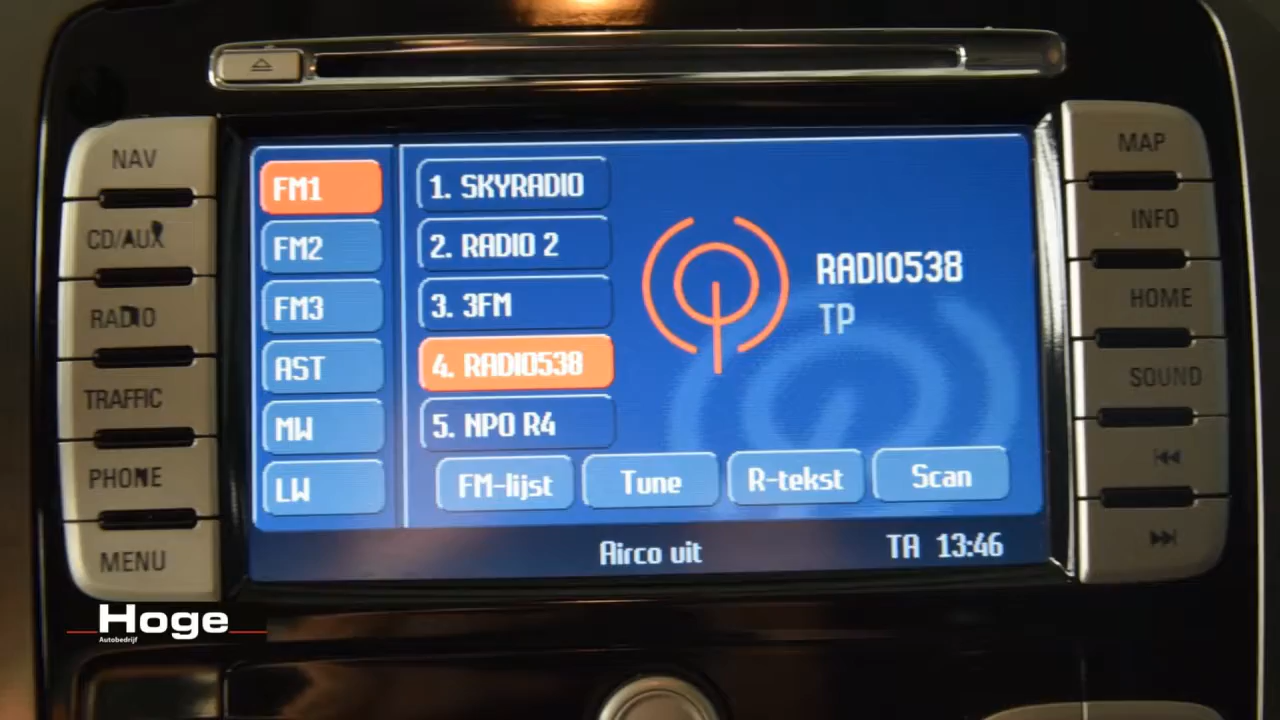 NAV
CD/AUX
RADIO
TRAFFIC
PHONE
MENU
FM1
FM2
FM3
AST
MW
LW
1. SKYRADIO
2. RADIO 2
3. 3FM
4. RADIO538
5. NPO R4
RADIO538
TP
FM-lijst
Tune
R-tekst
Scan
Airco uit
TA 13:46
MAP
INFO
HOME
SOUND
Hoge
Autobedrijf